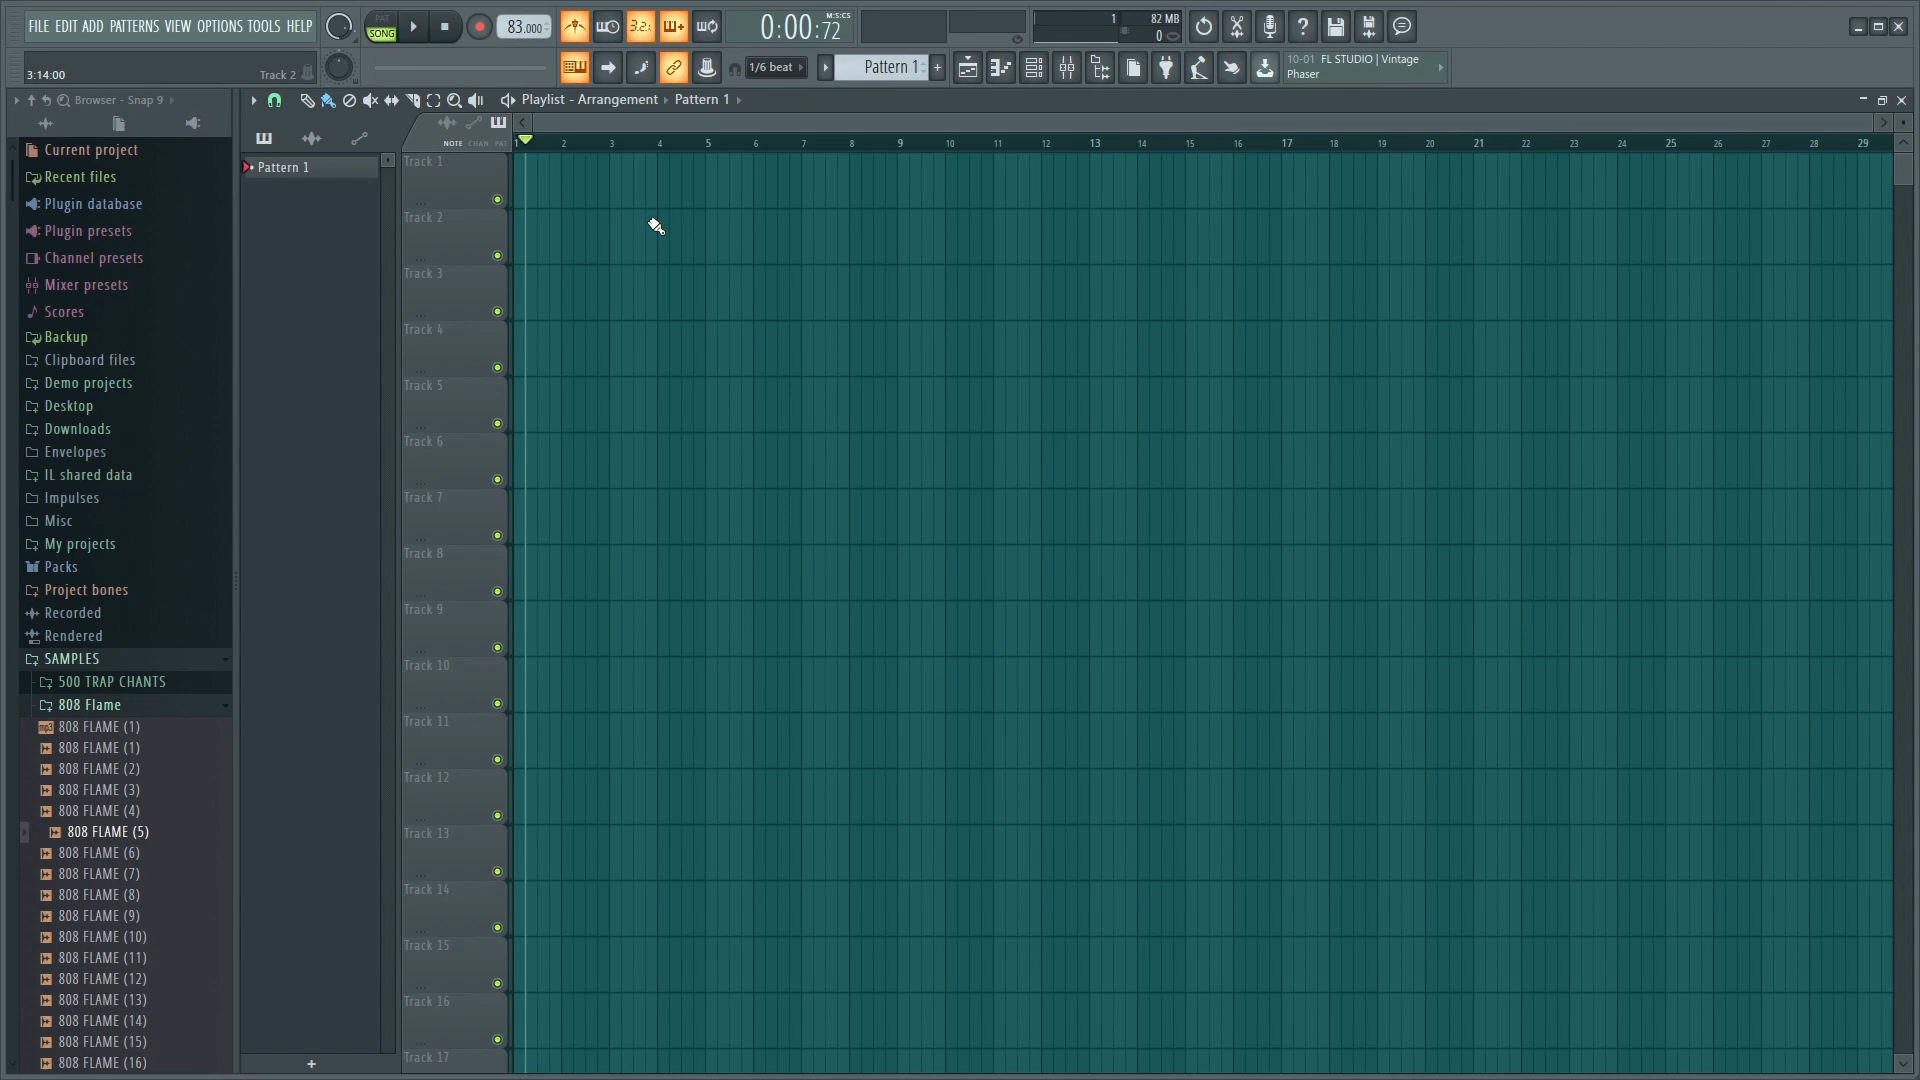 FILE EDIT ADD PATTERNS VIEW OPTIONS TOOLS HELP
PAT
SONG
83.000
0:00:72
M:S:CS
1
82 MB
0
3:14:00
Track 2
1/6 beat
Pattern 1
+
10-01 FL STUDIO | Vintage
Phaser
Browser - Snap 9
Playlist - Arrangement › Pattern 1 ›
NOTE CHAN PAT
1 2 3 4 5 6 7 8 9 10 11 12 13 14 15 16 17 18 19 20 21 22 23 24 25 26 27 28 29
Current project
Recent files
Plugin database
Plugin presets
Channel presets
Mixer presets
Scores
Backup
Clipboard files
Demo projects
Desktop
Downloads
Envelopes
IL shared data
Impulses
Misc
My projects
Packs
Project bones
Recorded
Rendered
SAMPLES
500 TRAP CHANTS
808 Flame
mp3 808 FLAME (1)
808 FLAME (1)
808 FLAME (2)
808 FLAME (3)
808 FLAME (4)
808 FLAME (5)
808 FLAME (6)
808 FLAME (7)
808 FLAME (8)
808 FLAME (9)
808 FLAME (10)
808 FLAME (11)
808 FLAME (12)
808 FLAME (13)
808 FLAME (14)
808 FLAME (15)
808 FLAME (16)
Pattern 1
+
Track 1
...
Track 2
...
Track 3
...
Track 4
...
Track 5
...
Track 6
...
Track 7
...
Track 8
...
Track 9
...
Track 10
...
Track 11
...
Track 12
...
Track 13
...
Track 14
...
Track 15
...
Track 16
...
Track 17